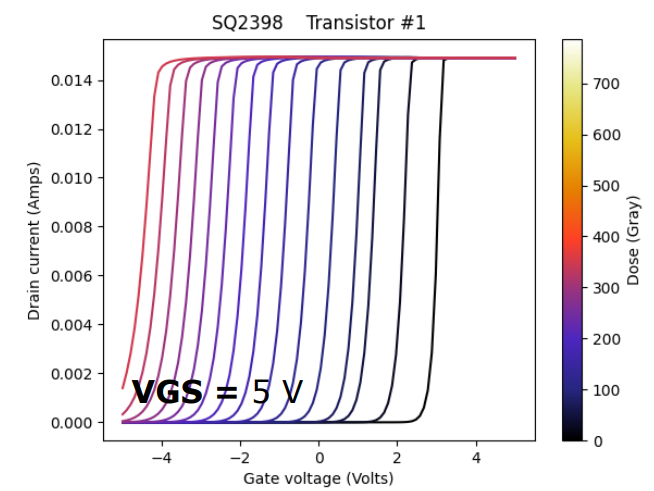 SQ2398 Transistor #1
0.014
0.012
0.010
0.008
0.006
0.004
0.002
0.000
Drain current (Amps)
VGS = 5 V
−4 −2 0 2 4
Gate voltage (Volts)
700
600
500
400
300
200
100
0
Dose (Gray)